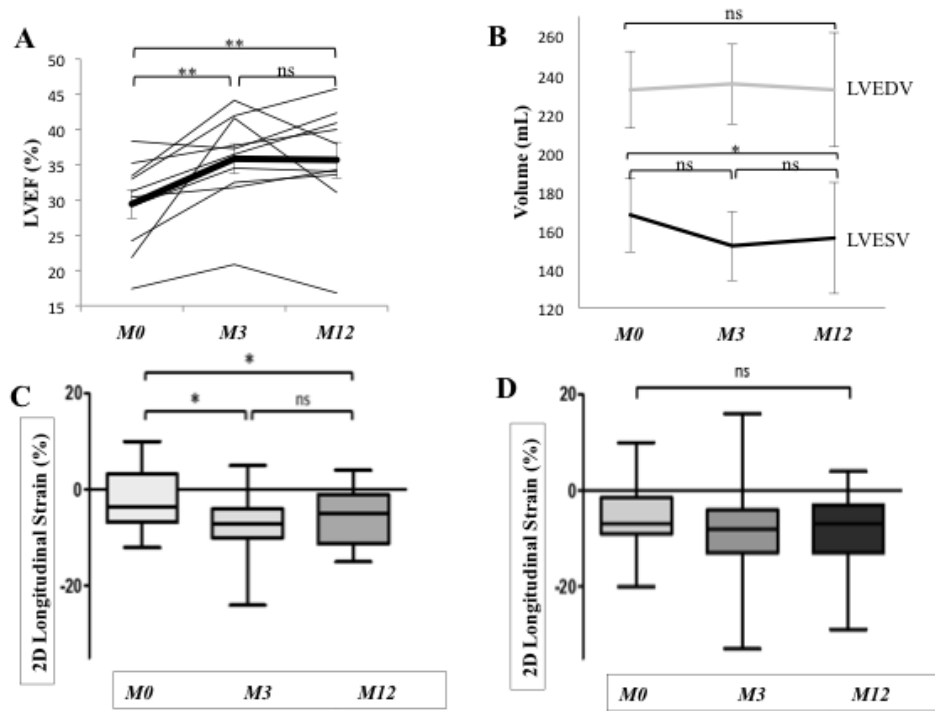 A
**
**
ns
50
45
40
35
30
25
20
15
LVEF (%)
M0 M3 M12
B
ns
260
240
220
200
180
160
140
120
Volume (mL)
LVEDV
*
ns ns
LVESV
M0 M3 M12
C
*
*
ns
20
0
-20
2D Longitudinal Strain (%)
M0 M3 M12
D
ns
20
0
-20
2D Longitudinal Strain (%)
M0 M3 M12